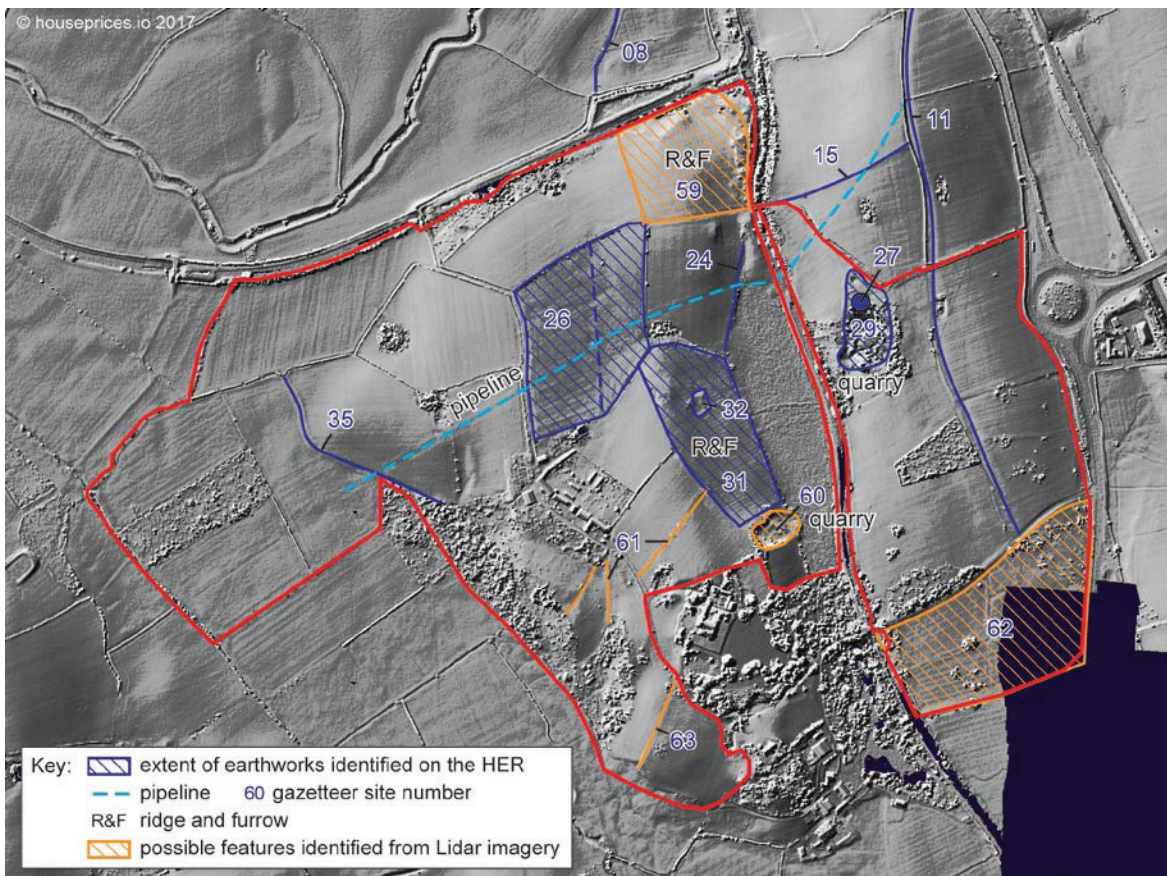 © houseprices.io 2017
08
11
R&F
59
15
24
27
26
29
quarry
pipeline
32
35
R&F
31
60
quarry
61
62
63
Key: extent of earthworks identified on the HER
pipeline 60 gazetteer site number
R&F ridge and furrow
possible features identified from Lidar imagery